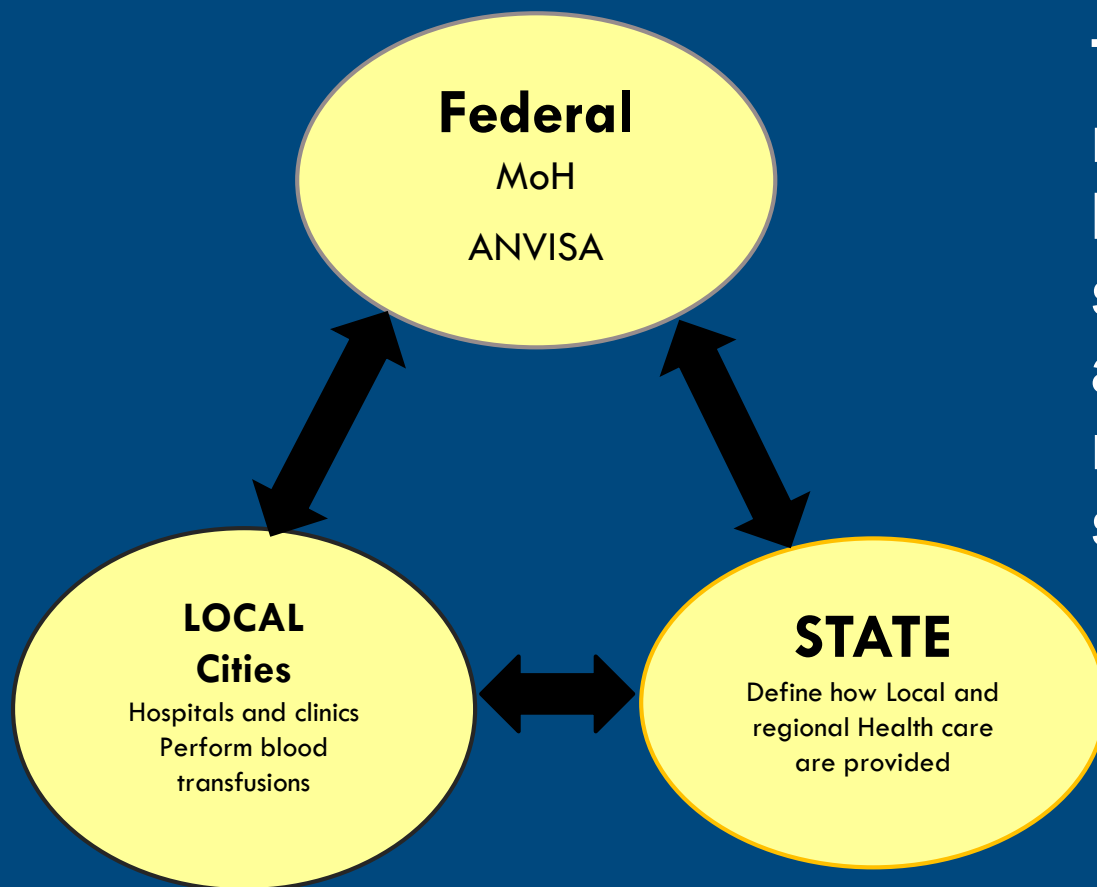 Federal
MoH
ANVISA
LOCAL
Cities
Hospitals and clinics
Perform blood
transfusions
STATE
Define how Local and
regional Health care
are provided